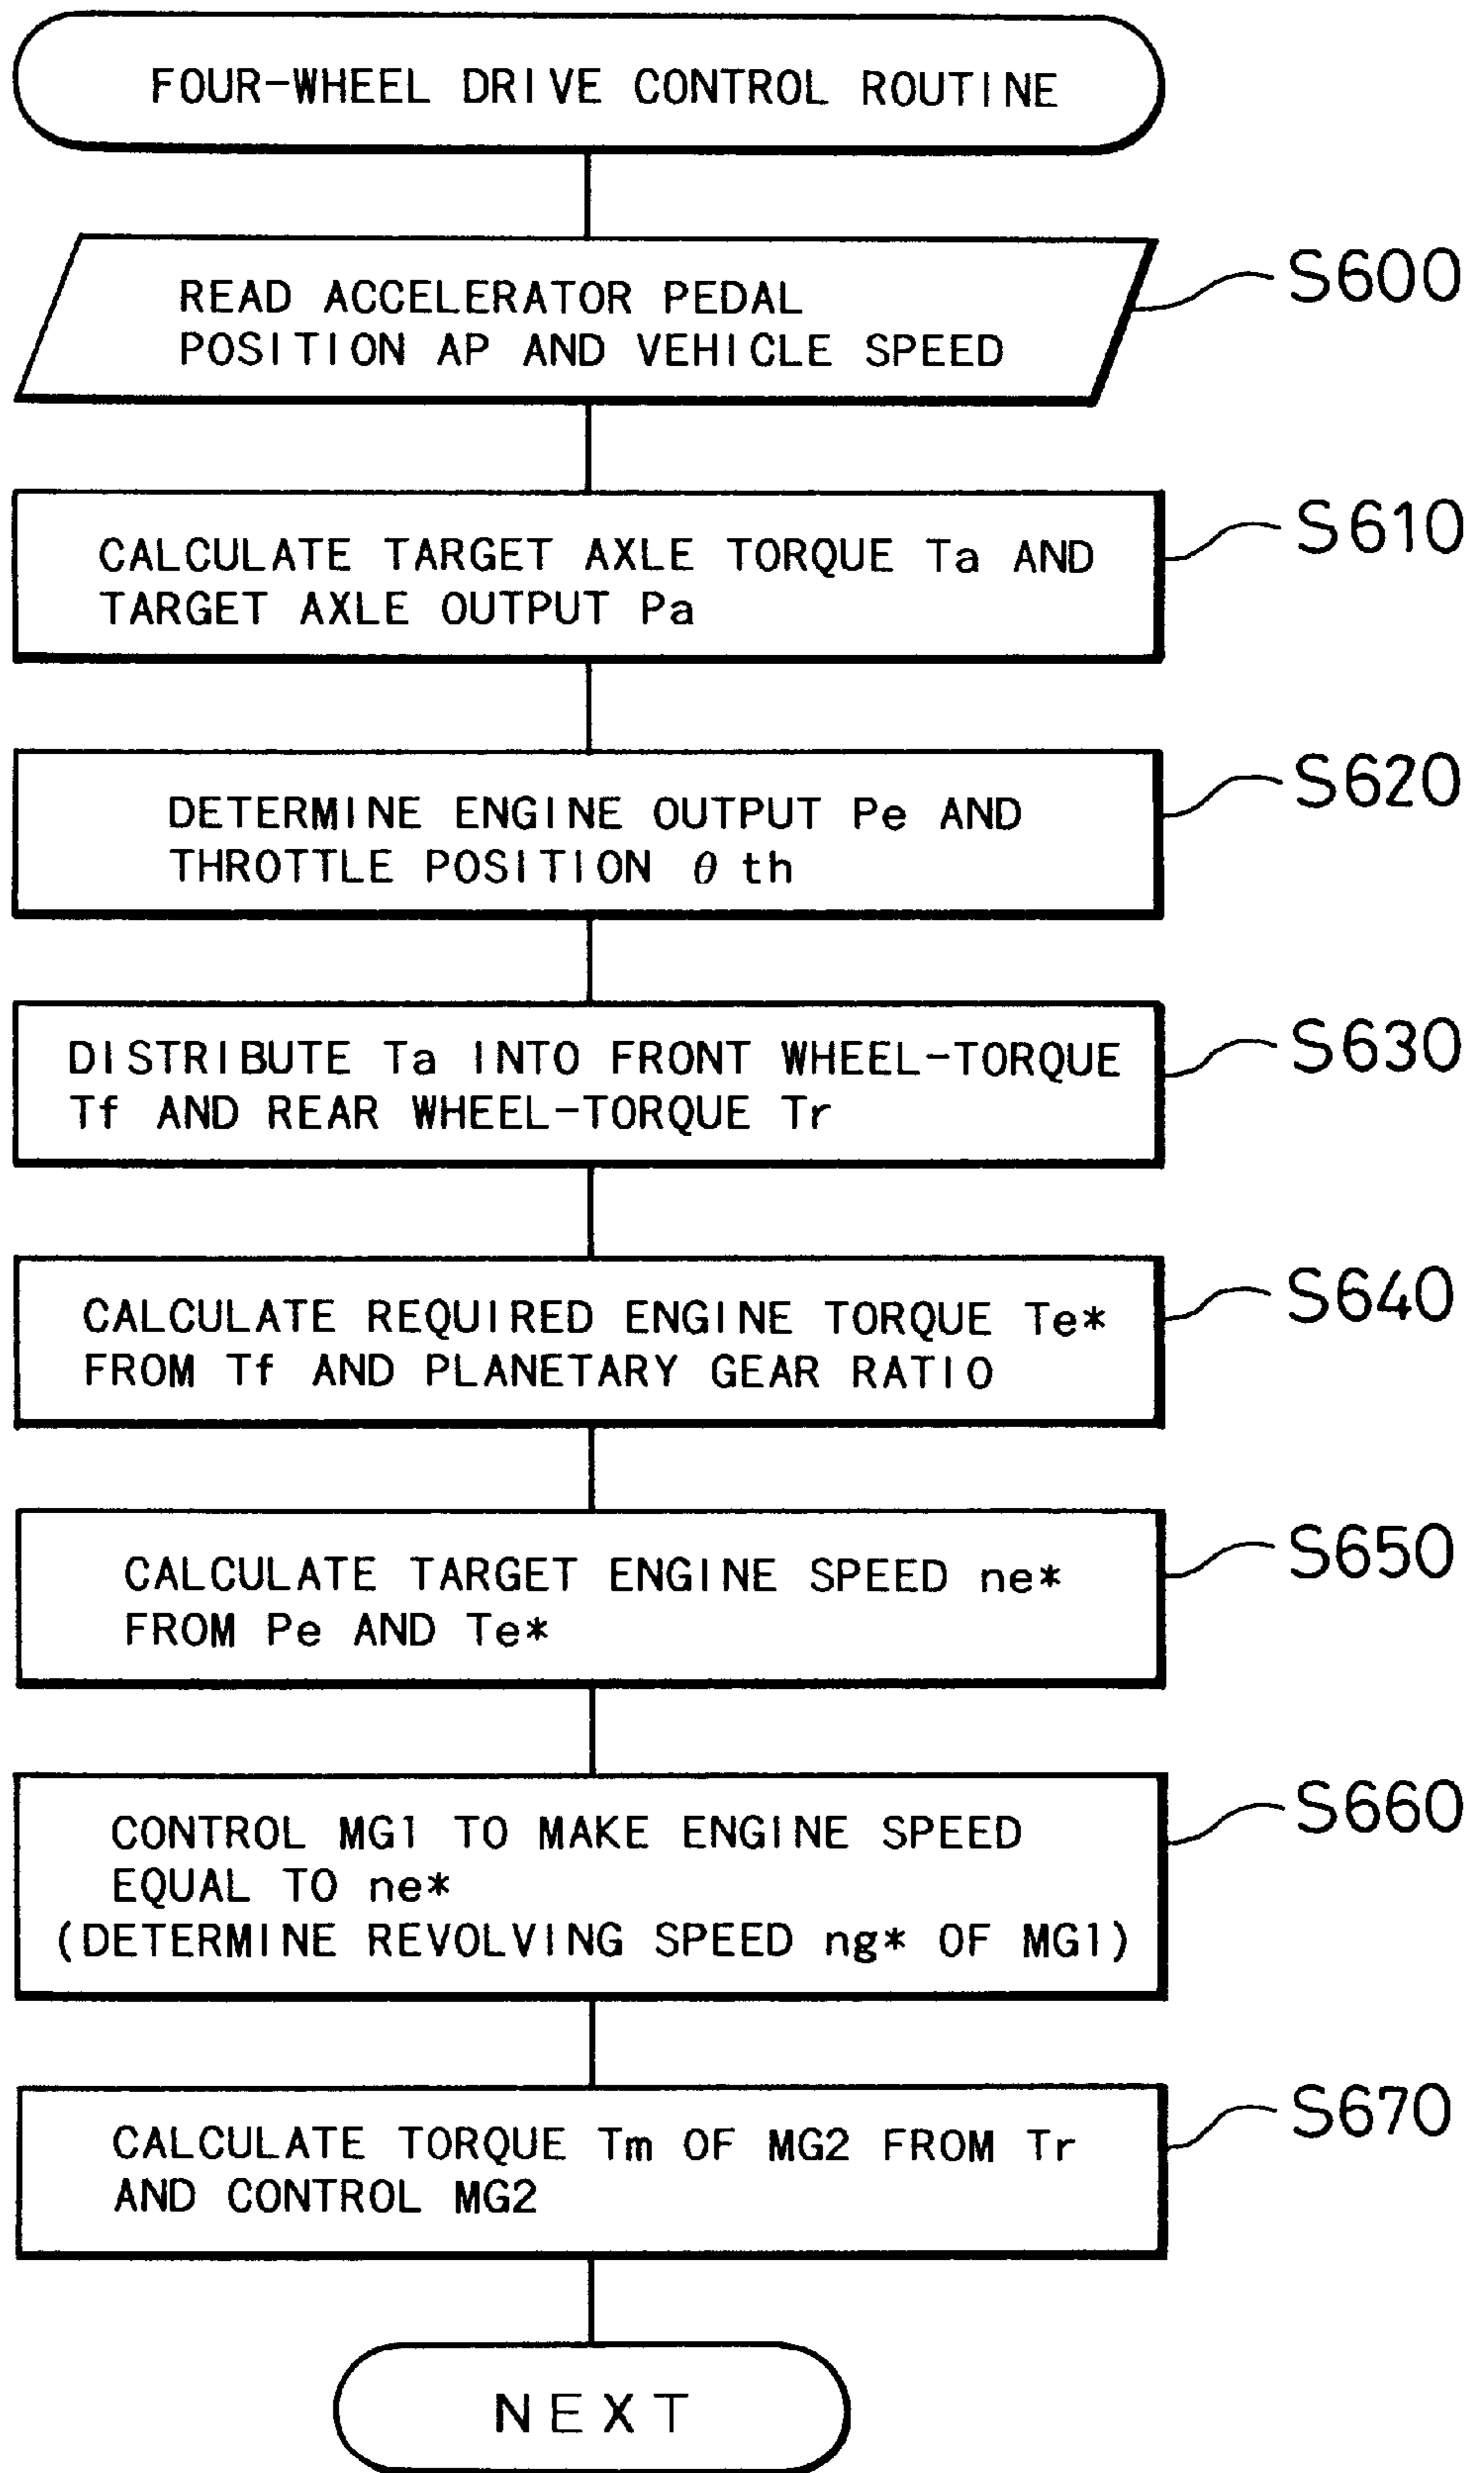 FOUR-WHEEL DRIVE CONTROL ROUTINE
READ ACCELERATOR PEDAL
POSITION AP AND VEHICLE SPEED
S600
CALCULATE TARGET AXLE TORQUE Ta AND
TARGET AXLE OUTPUT Pa
S610
DETERMINE ENGINE OUTPUT Pe AND
THROTTLE POSITION θ th
S620
DISTRIBUTE Ta INTO FRONT WHEEL-TORQUE
Tf AND REAR WHEEL-TORQUE Tr
S630
CALCULATE REQUIRED ENGINE TORQUE Te*
FROM Tf AND PLANETARY GEAR RATIO
S640
CALCULATE TARGET ENGINE SPEED ne*
FROM Pe AND Te*
S650
CONTROL MG1 TO MAKE ENGINE SPEED
EQUAL TO ne*
(DETERMINE REVOLVING SPEED ng* OF MG1)
S660
CALCULATE TORQUE Tm OF MG2 FROM Tr
AND CONTROL MG2
S670
NEXT